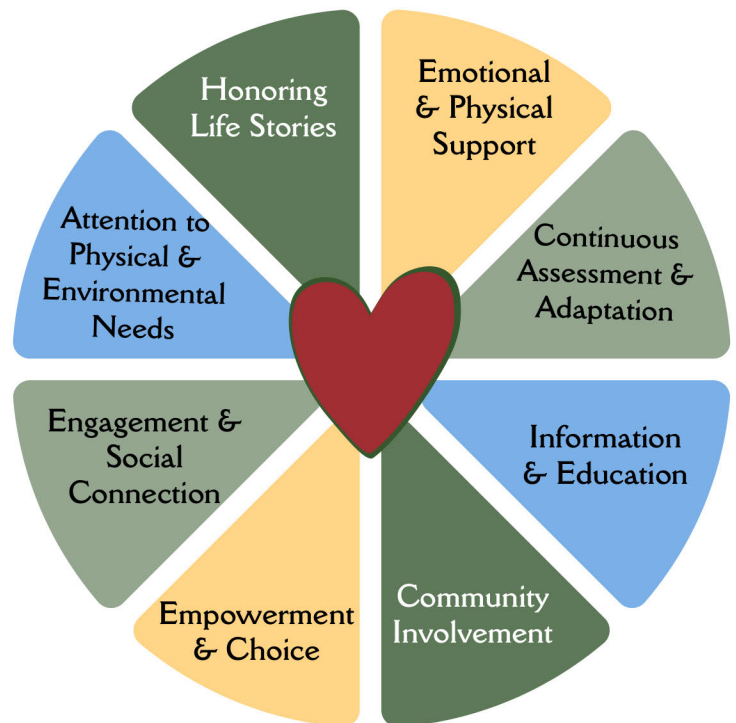 Honoring
Life Stories
Emotional
& Physical
Support
Continuous
Assessment &
Adaptation
Information
& Education
Community
Involvement
Empowerment
& Choice
Engagement &
Social
Connection
Attention to
Physical &
Environmental
Needs